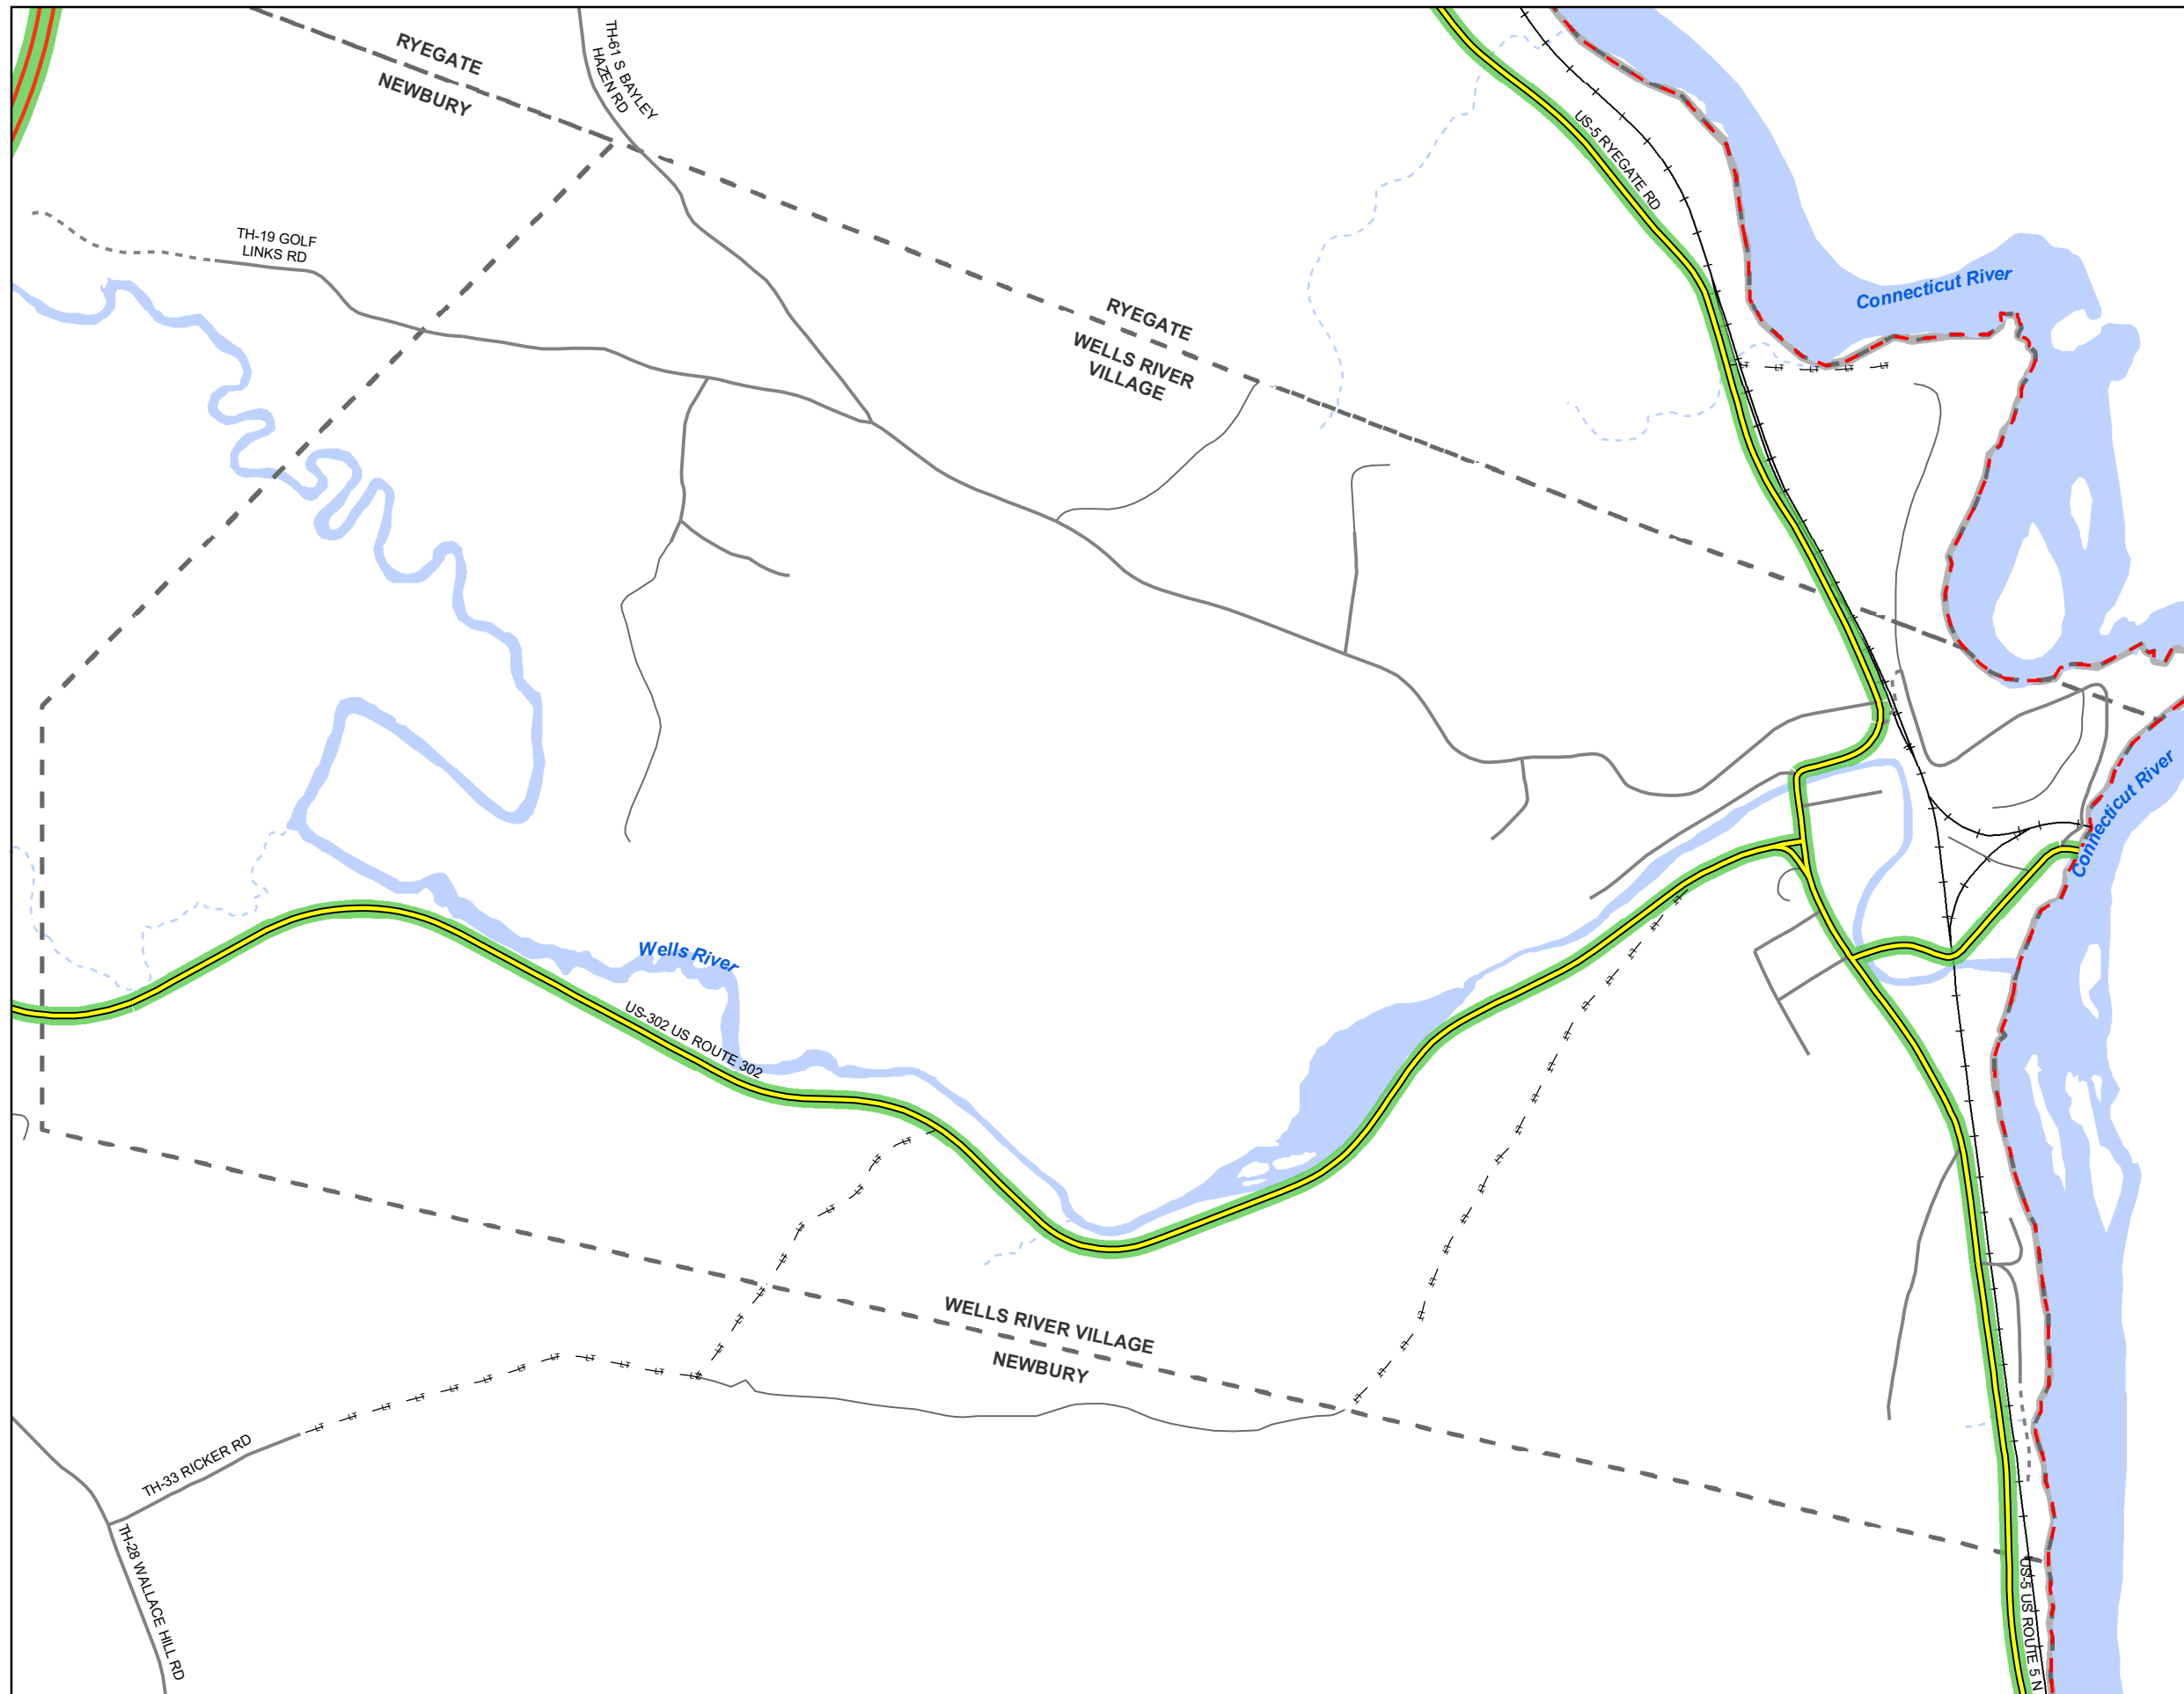 RYEGATE
NEWBURY
TH-61 S BAYLEY
HAZEN RD
US-5 RYEGATE RD
TH-19 GOLF
LINKS RD
Connecticut River
RYEGATE
WELLS RIVER
VILLAGE
Connecticut River
Wells River
US-302 US ROUTE 302
WELLS RIVER VILLAGE
NEWBURY
TH-33 RICKER RD
TH-28 WALLACE HILL RD
US-5 US ROUTE 5 N